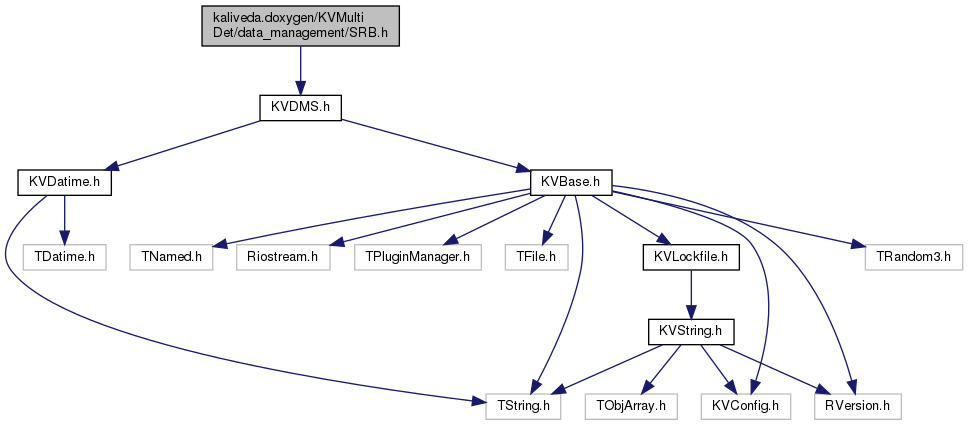 kaliveda.doxygen/KVMulti
Det/data_management/SRB.h
KVDMS.h
KVDatime.h
KVBase.h
TDatime.h
TNamed.h
Riostream.h
TPluginManager.h
TFile.h
KVLockfile.h
TRandom3.h
KVString.h
TString.h
TObjArray.h
KVConfig.h
RVersion.h